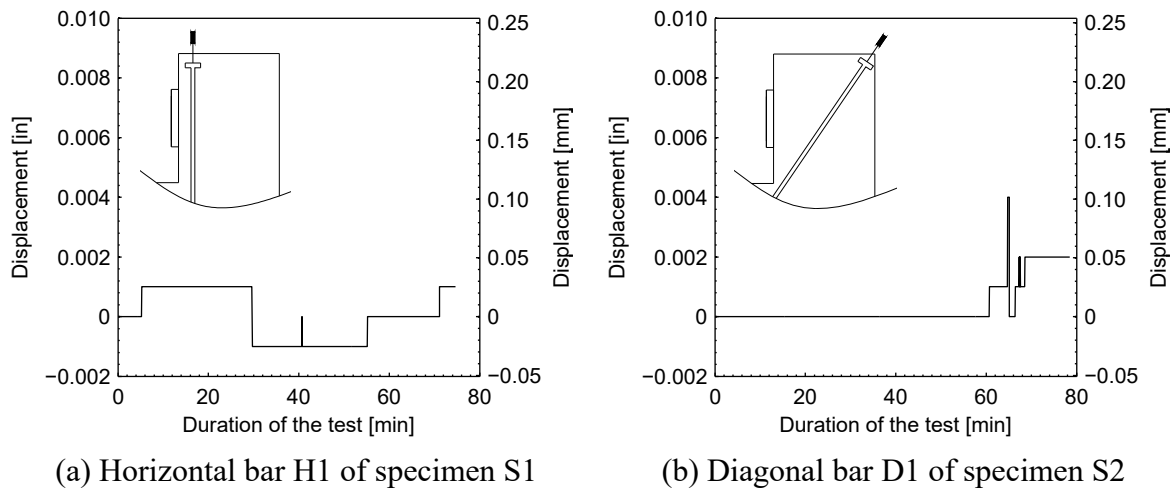 0.010
0.008
0.006
0.004
0.002
0
−0.002
Displacement [in]
0.25
0.20
0.15
0.10
0.05
0
−0.05
Displacement [mm]
0 20 40 60 80
Duration of the test [min]
(a) Horizontal bar H1 of specimen S1
0.010
0.008
0.006
0.004
0.002
0
−0.002
Displacement [in]
0.25
0.20
0.15
0.10
0.05
0
−0.05
Displacement [mm]
0 20 40 60 80
Duration of the test [min]
(b) Diagonal bar D1 of specimen S2